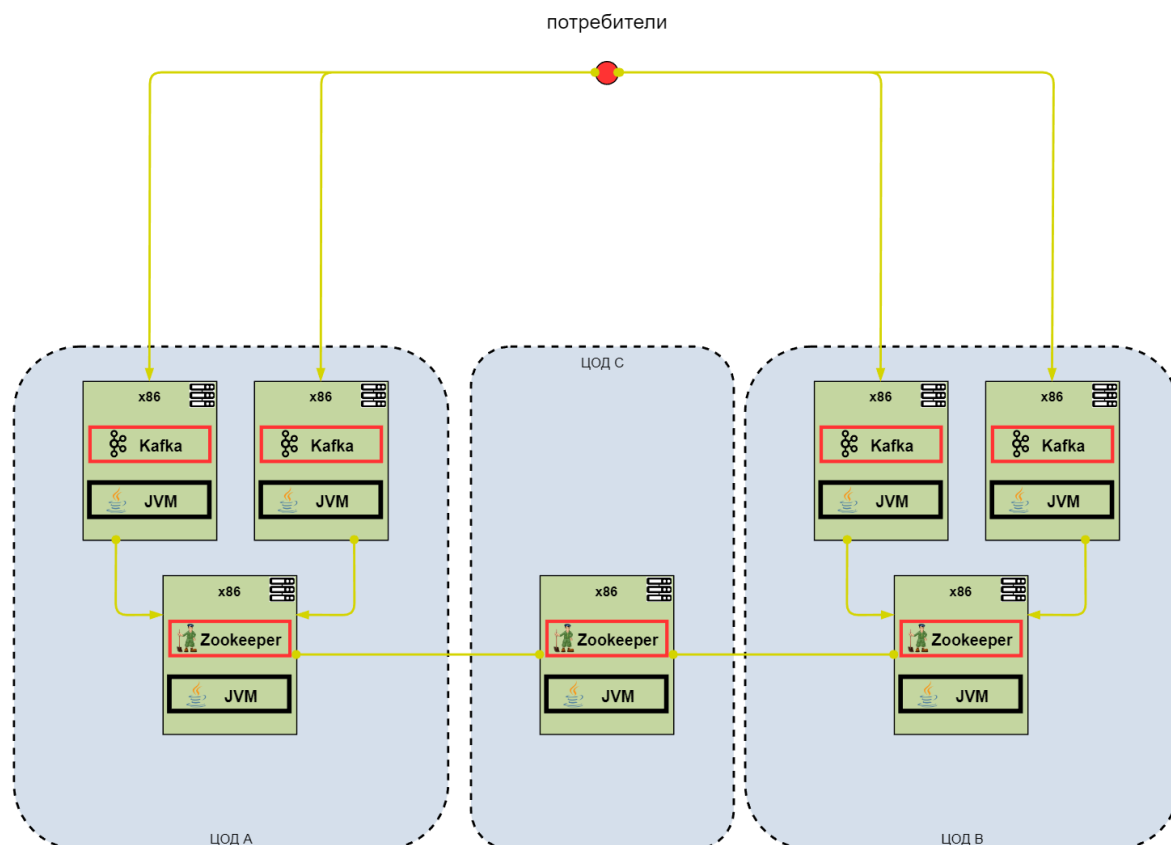 потребители
ЦОД C
x86
x86
x86
x86
Kafka
Kafka
Kafka
Kafka
JVM
JVM
JVM
JVM
x86
x86
x86
Zookeeper
Zookeeper
Zookeeper
JVM
JVM
JVM
ЦОД A
ЦОД B